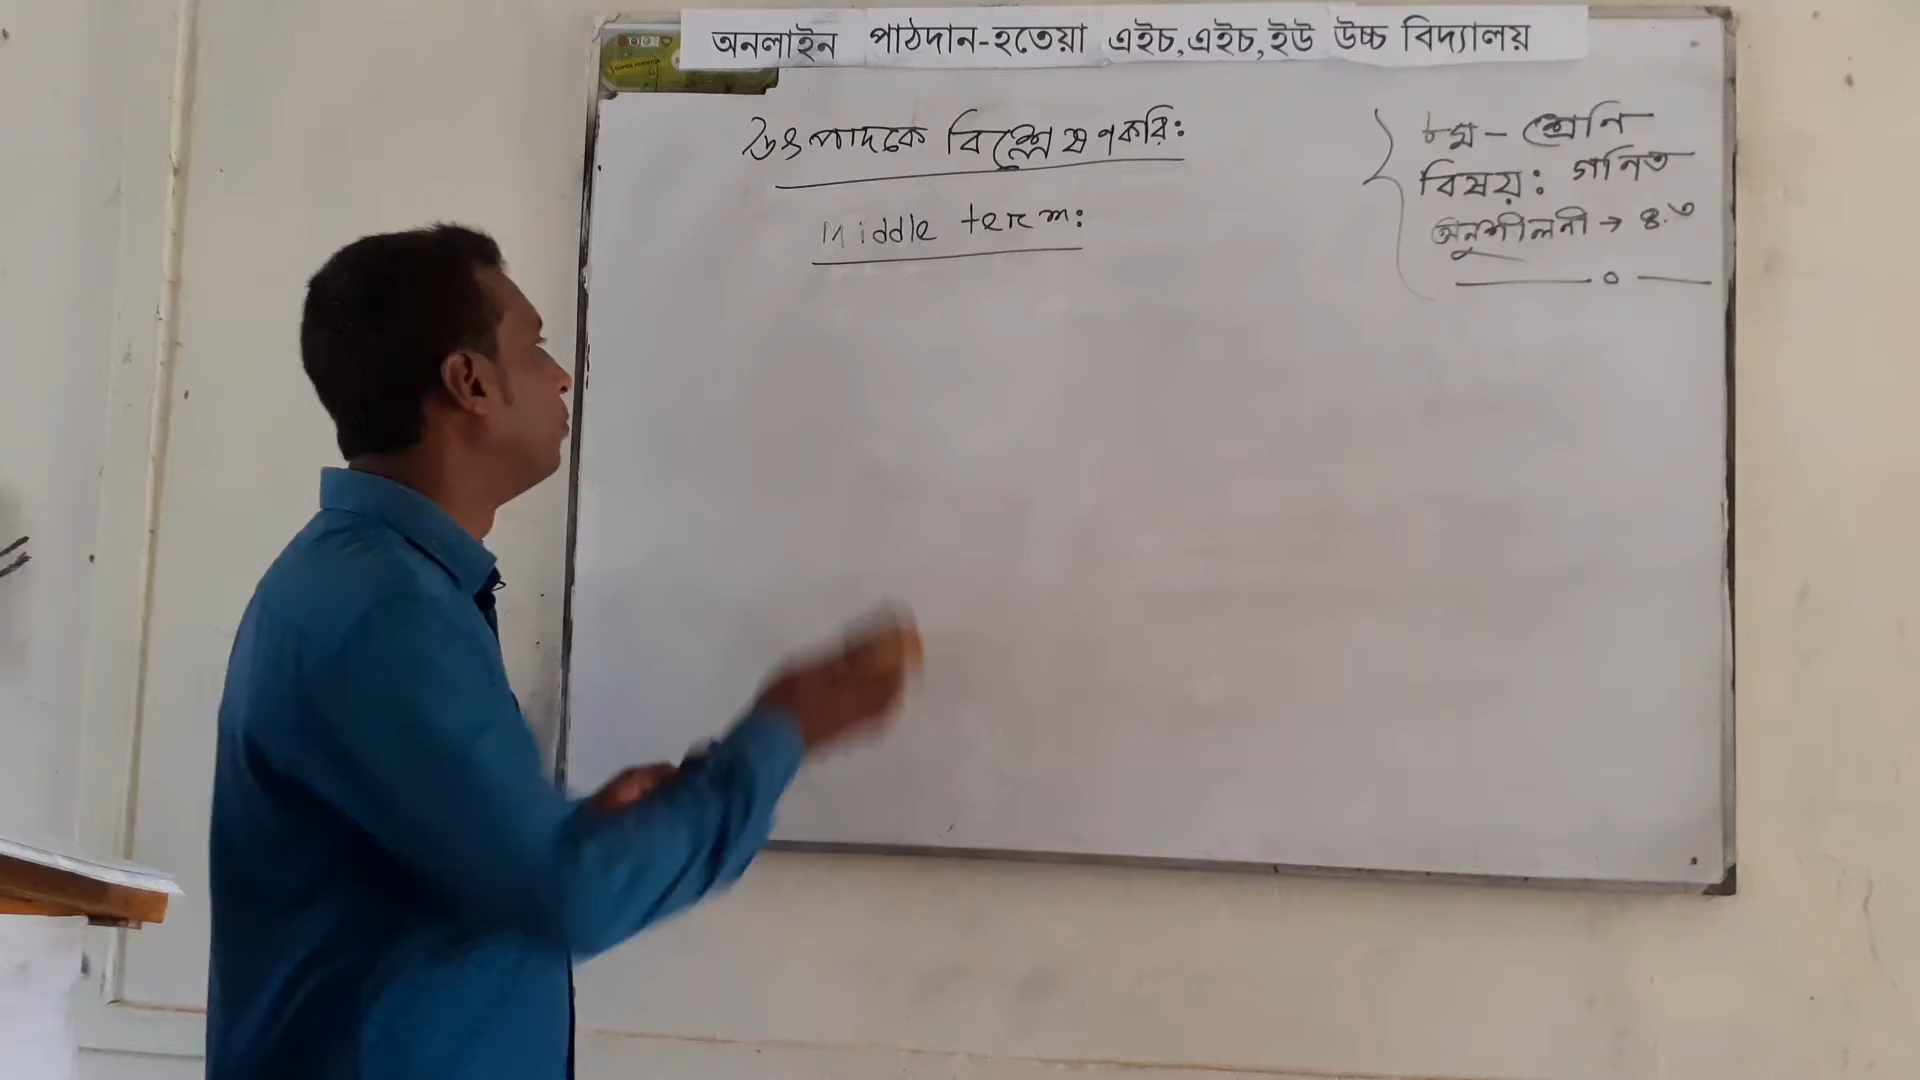 অনলাইন পাঠদান-হতেয়া এইচ,এইচ,ইউ উচ্চ বিদ্যালয়
উৎপাদকে বিশ্লেষণ করি:
Middle term:
৮ম - শ্রেনি
বিষয়: গনিত
অনুশীলনী → ৪.৩